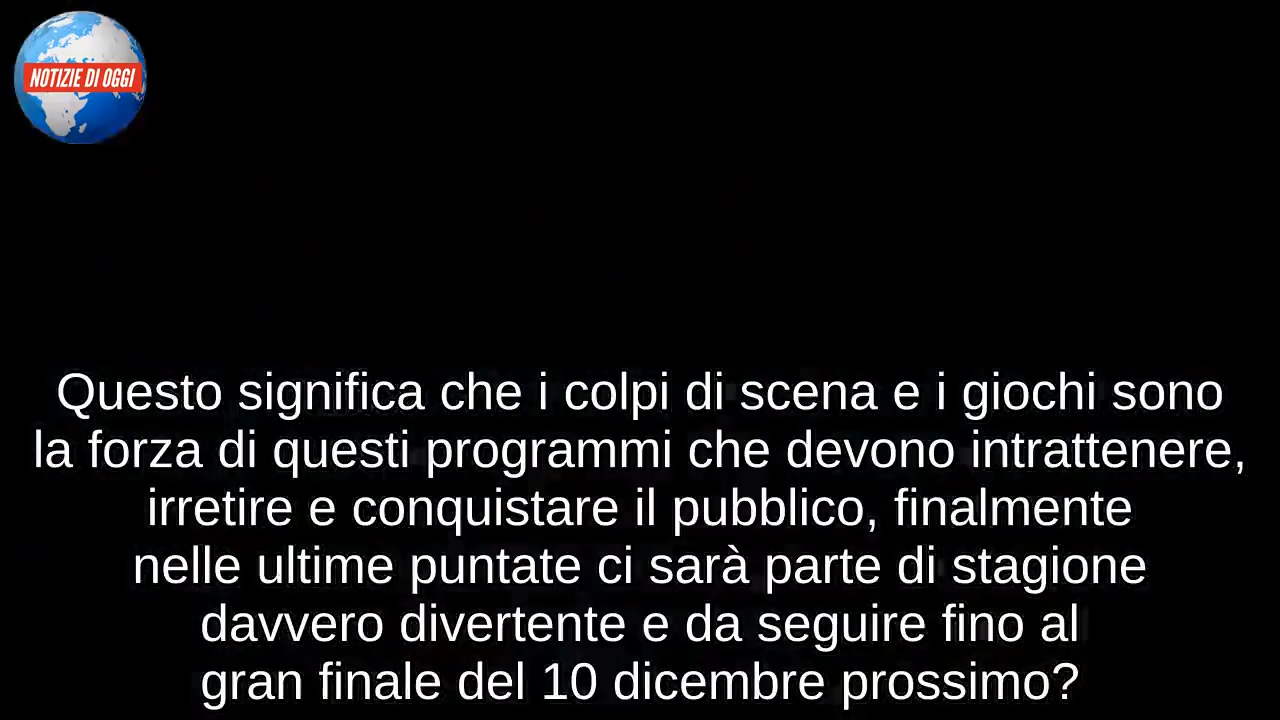 NOTIZIE DI OGGI
Questo significa che i colpi di scena e i giochi sono
la forza di questi programmi che devono intrattenere,
irretire e conquistare il pubblico, finalmente
nelle ultime puntate ci sarà parte di stagione
davvero divertente e da seguire fino al
gran finale del 10 dicembre prossimo?